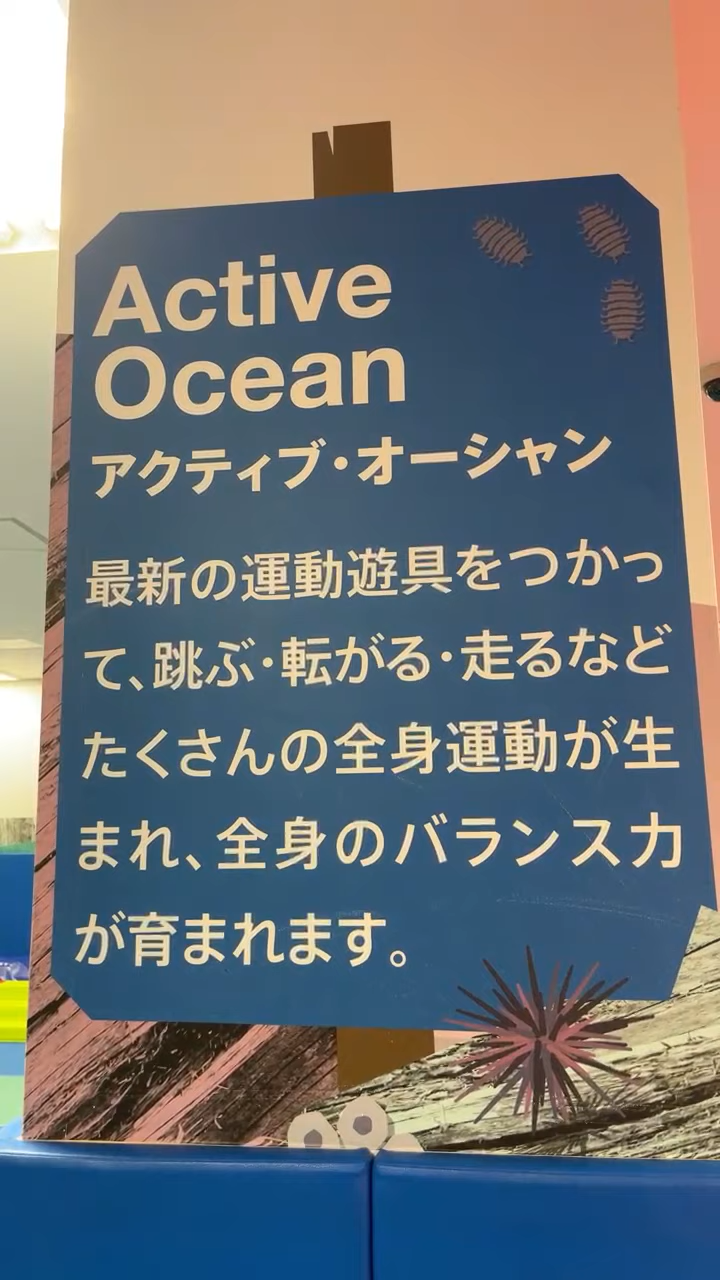 Active
Ocean
アクティブ・オーシャン
最新の運動遊具をつかっ
て、跳ぶ・転がる・走るなど
たくさんの全身運動が生
まれ、全身のバランス力
が育まれます。